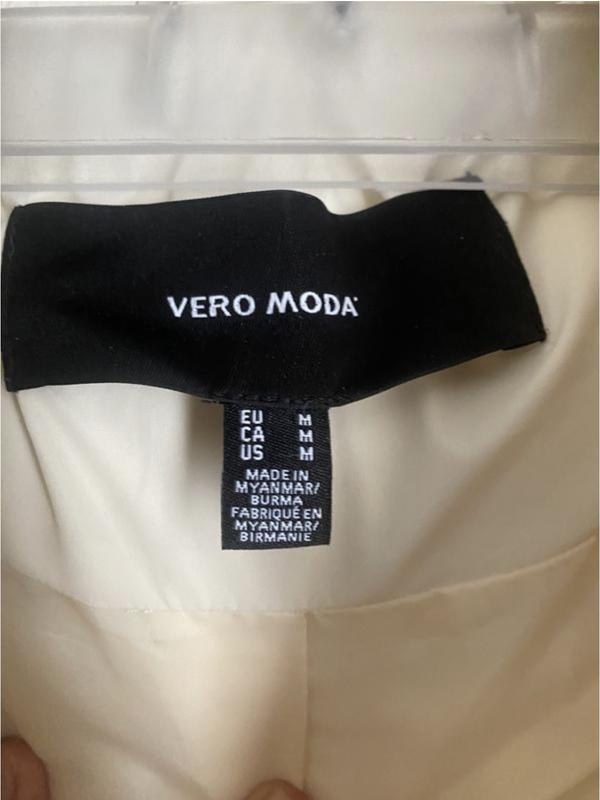 VERO MODA
EU M
CA M
US M
MADE IN
MYANMAR/
BURMA
FABRIQUÉ EN
MYANMAR/
BIRMANIE